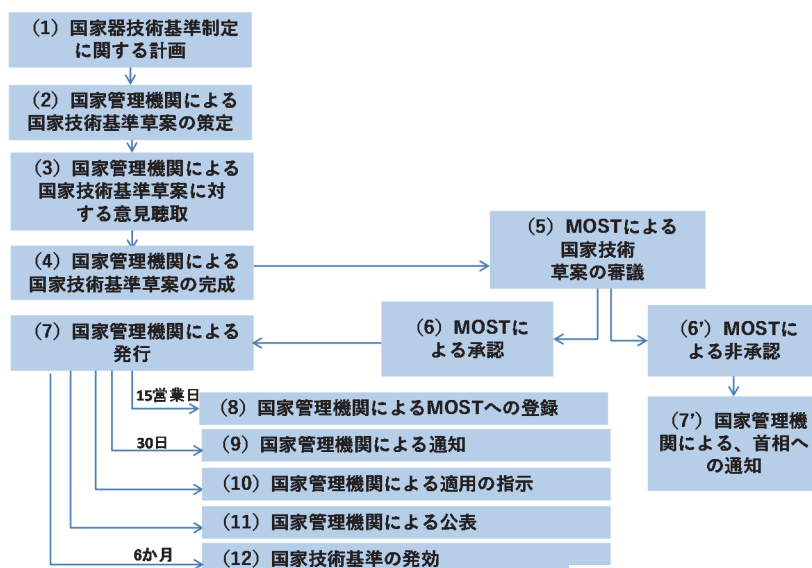 (1)国家器技術基準制定
に関する計画
(2)国家管理機関による
国家技術基準草案の策定
(3)国家管理機関による
国家技術基準草案に対
する意見聴取
(4)国家管理機関による
国家技術基準草案の完成
(5)MOSTによる
国家技術
草案の審議
(6)MOSTに
よる承認
(6’)MOSTに
よる非承認
(7)国家管理機関による
発行
(7’)国家管理機
関による、首相へ
の通知
15営業日
(8)国家管理機関によるMOSTへの登録
30日
(9)国家管理機関による通知
(10)国家管理機関による適用の指示
(11)国家管理機関による公表
6か月
(12)国家技術基準の発効